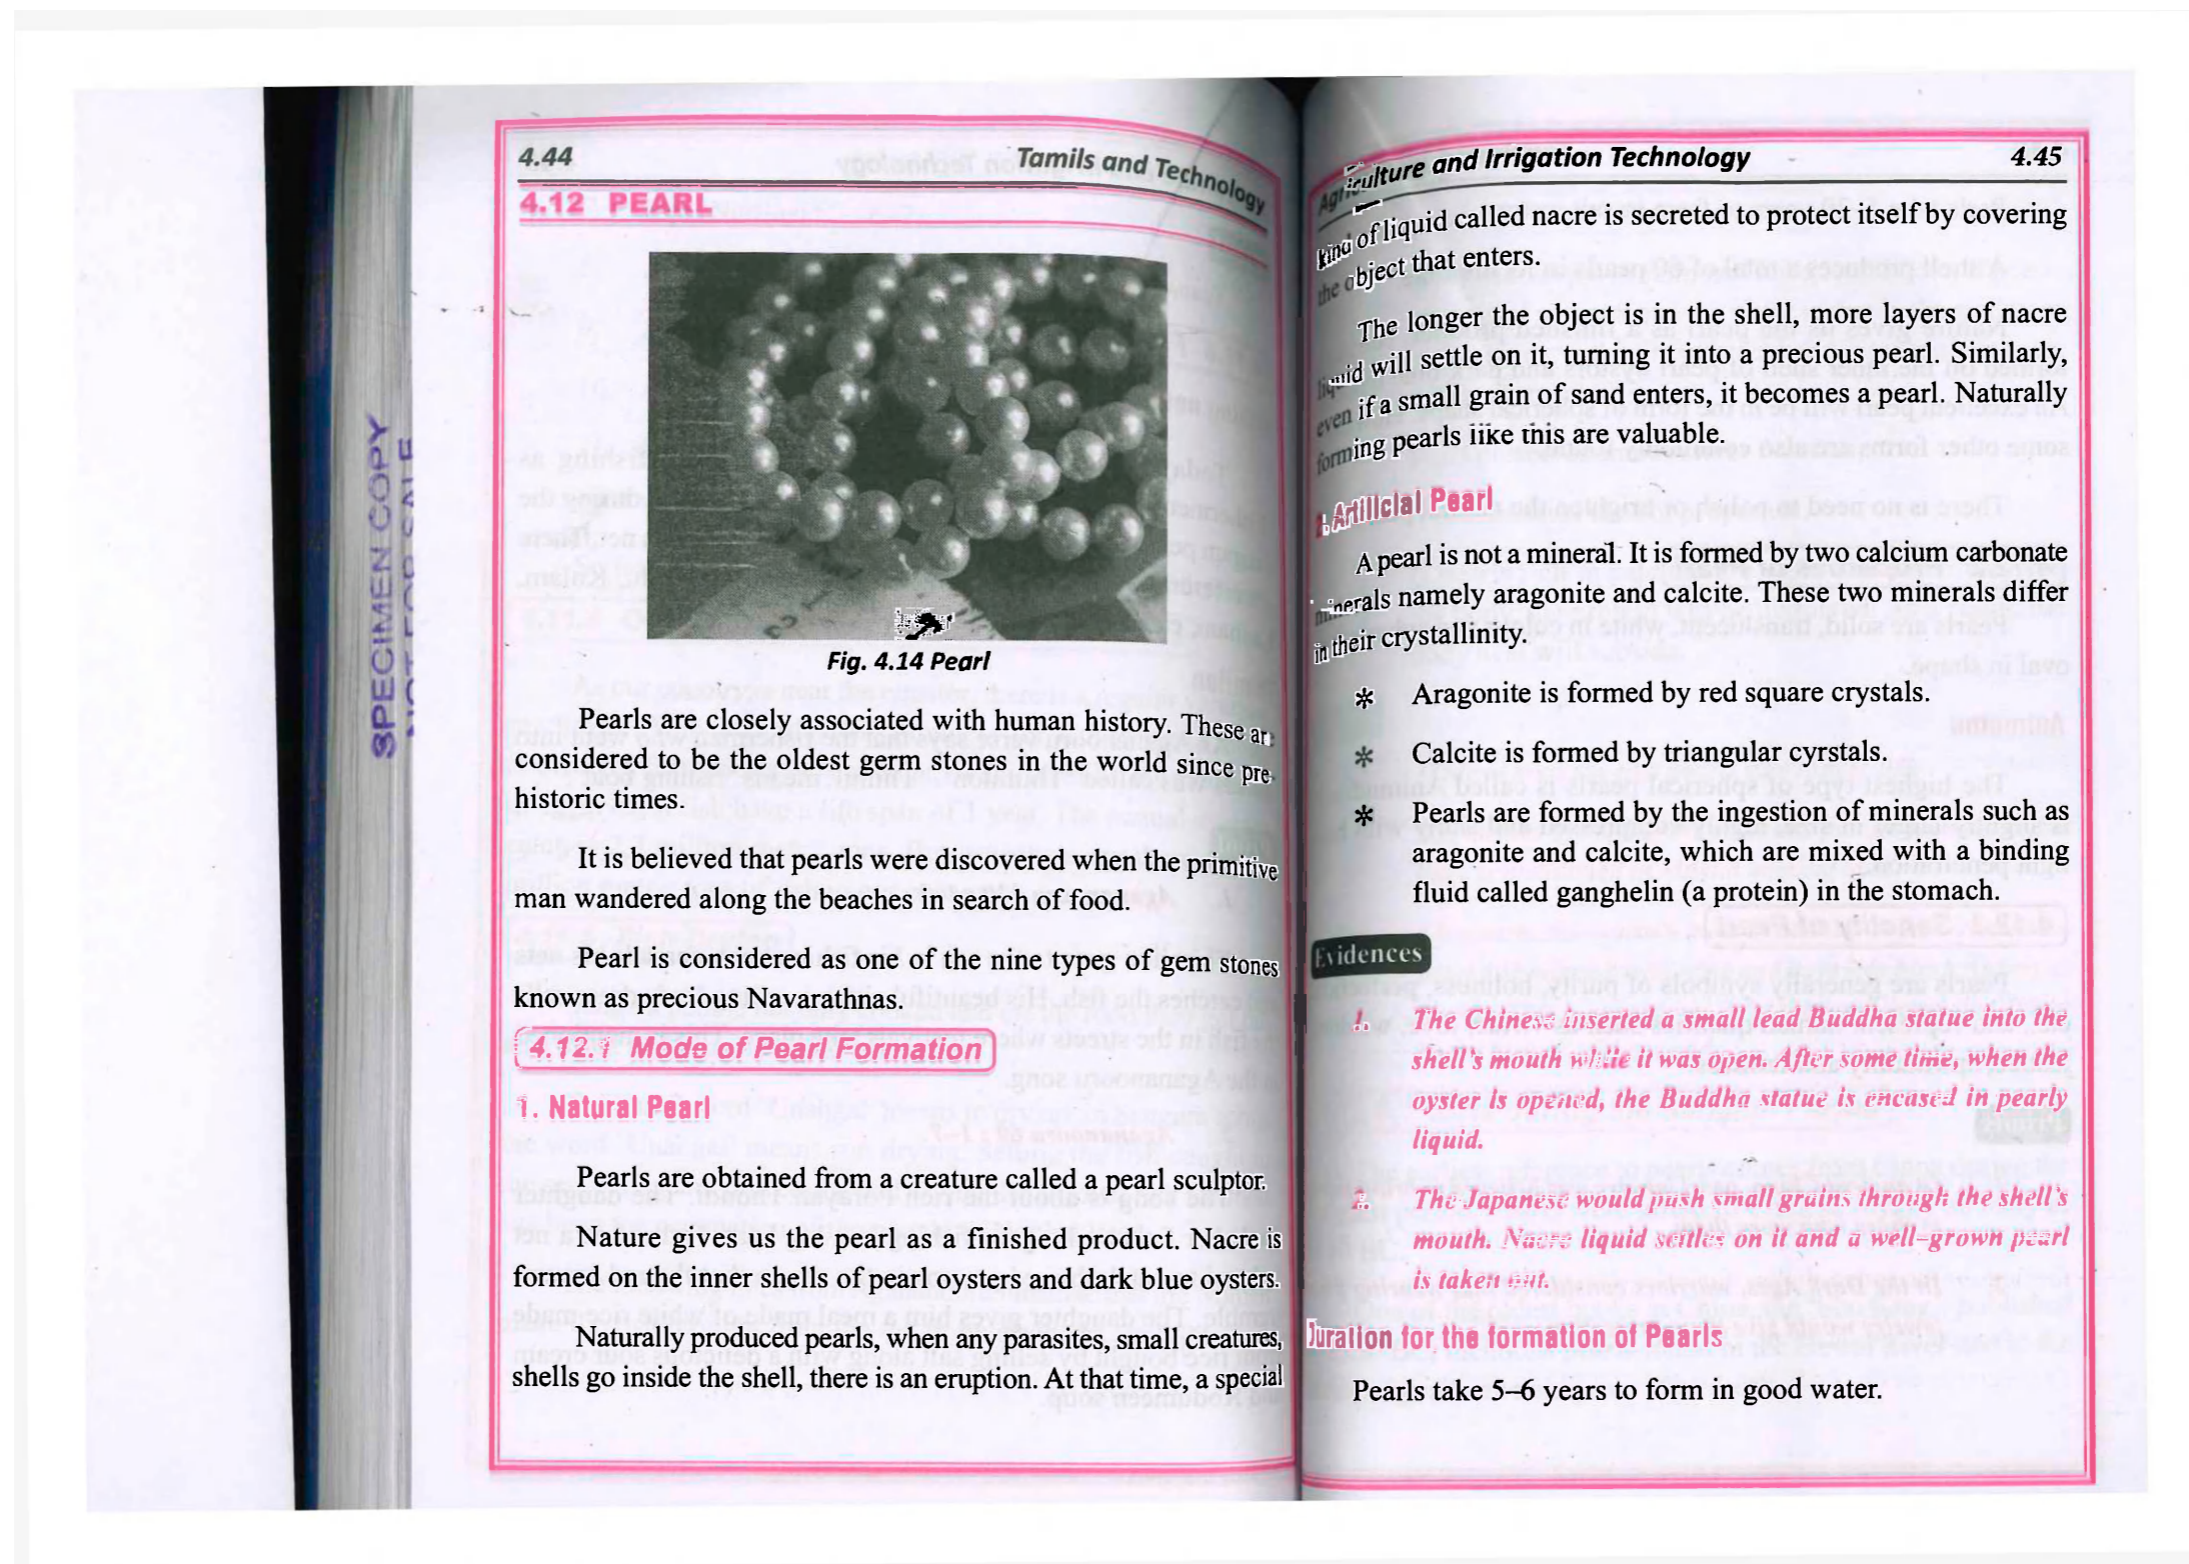 SPECIMEN COPY
NOT FOR SALE
4.44 Tamils and Technology
4.12 PEARL
Fig. 4.14 Pearl
Pearls are closely associated with human history. These are
considered to be the oldest germ stones in the world since pre-
historic times.
It is believed that pearls were discovered when the primitive
man wandered along the beaches in search of food.
Pearl is considered as one of the nine types of gem stones
known as precious Navarathnas.
4.12.1 Mode of Pearl Formation
1. Natural Pearl
Pearls are obtained from a creature called a pearl sculptor.
Nature gives us the pearl as a finished product. Nacre is
formed on the inner shells of pearl oysters and dark blue oysters.
Naturally produced pearls, when any parasites, small creatures,
shells go inside the shell, there is an eruption. At that time, a special
Agriculture and Irrigation Technology 4.45
kind of liquid called nacre is secreted to protect itself by covering
the object that enters.
The longer the object is in the shell, more layers of nacre
liquid will settle on it, turning it into a precious pearl. Similarly,
even if a small grain of sand enters, it becomes a pearl. Naturally
forming pearls like this are valuable.
2. Artificial Pearl
A pearl is not a mineral. It is formed by two calcium carbonate
minerals namely aragonite and calcite. These two minerals differ
in their crystallinity.
* Aragonite is formed by red square crystals.
* Calcite is formed by triangular cyrstals.
* Pearls are formed by the ingestion of minerals such as
aragonite and calcite, which are mixed with a binding
fluid called ganghelin (a protein) in the stomach.
Evidences
1. The Chinese inserted a small lead Buddha statue into the
shell's mouth while it was open. After some time, when the
oyster is opened, the Buddha statue is encased in pearly
liquid.
2. The Japanese would push small grains through the shell's
mouth. Nacre liquid settles on it and a well-grown pearl
is taken out.
Duration for the formation of Pearls
Pearls take 5–6 years to form in good water.